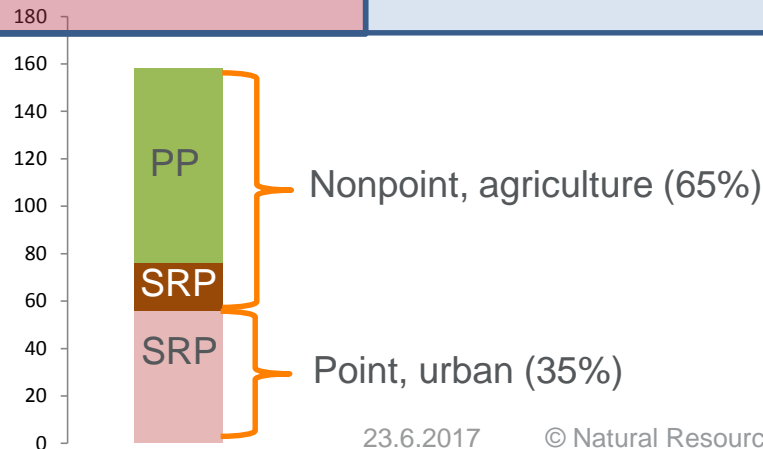 180
160
140
120
100
80
60
40
20
0
PP
SRP
SRP
Nonpoint, agriculture (65%)
Point, urban (35%)
23.6.2017 © Natural Resourc